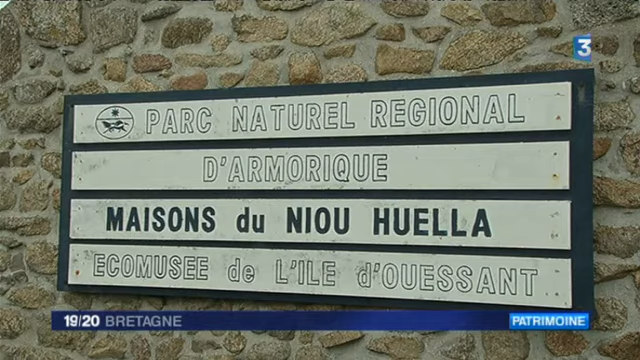 3
PARC NATUREL REGIONAL
D'ARMORIQUE
MAISONS du NIOU HUELLA
ECOMUSEE de L'ILE d'OUESSANT
19/20 BRETAGNE PATRIMOINE